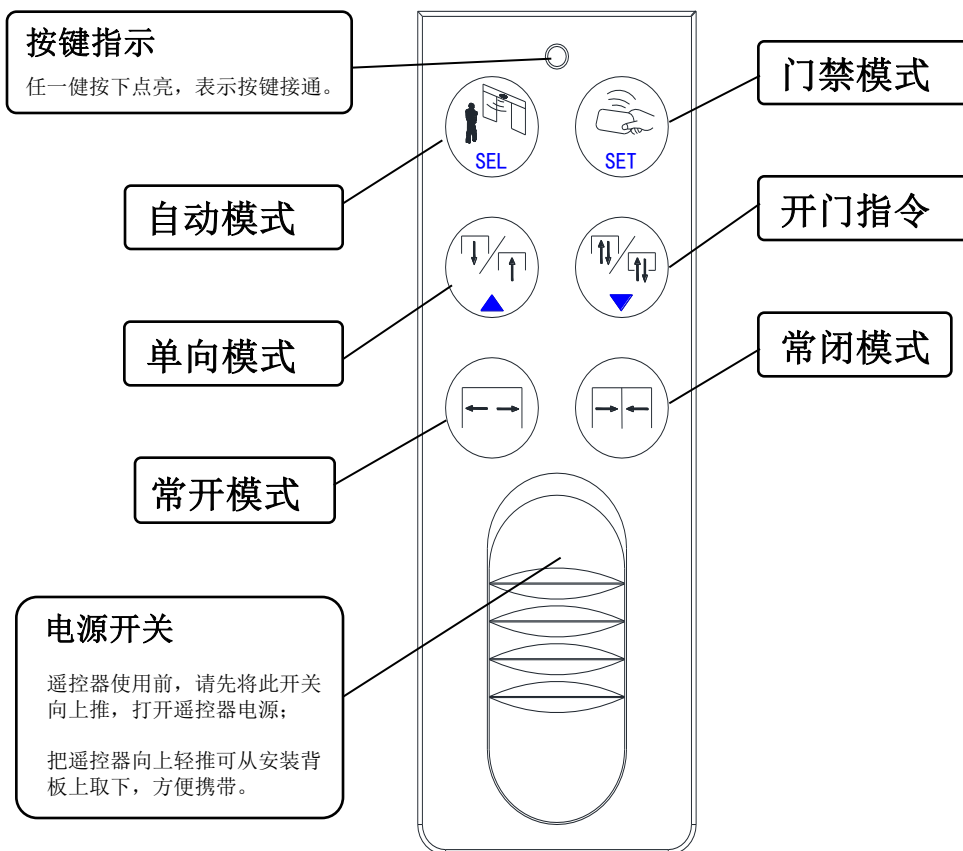 按键指示
任一健按下点亮，表示按键接通。
门禁模式
SEL
SET
自动模式
开门指令
单向模式
常闭模式
常开模式
电源开关
遥控器使用前，请先将此开关
向上推，打开遥控器电源；
把遥控器向上轻推可从安装背
板上取下，方便携带。